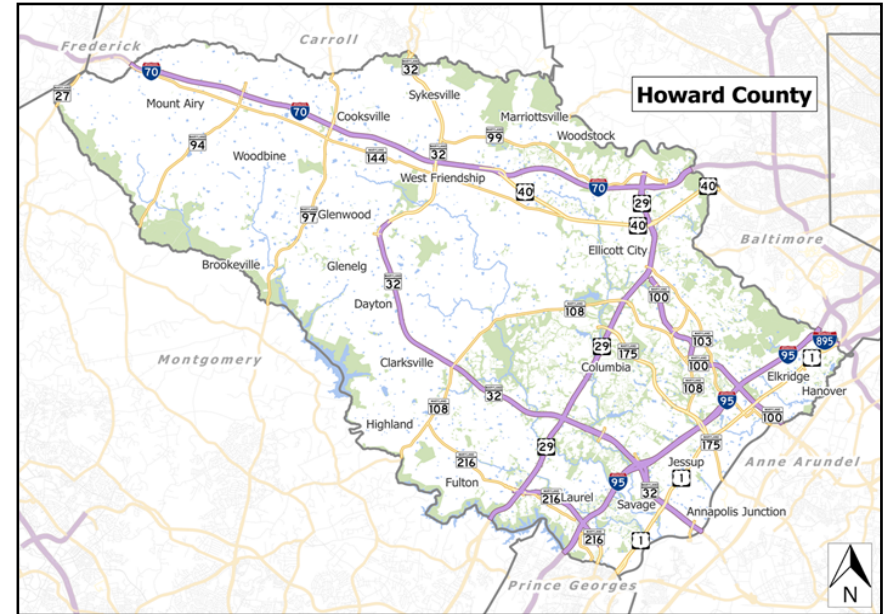 Frederick
Carroll
Howard County
70
27
Mount Airy
70
MARYLAND 32
Sykesville
Cooksville
Marriottsville
Woodstock
94
99
32
144
Woodbine
West Friendship
40
70
29
40
40
97
Glenwood
Ellicott City
Baltimore
Brookeville
Glenelg
32
Dayton
100
108
103
895
29
175
95
1
Montgomery
Clarksville
Columbia
100
Elkridge
108
Hanover
32
95
108
100
Highland
29
175
216
Jessup
Anne Arundel
Fulton
95
1
216
Laurel
32
Savage
Annapolis Junction
216
1
Prince Georges
N